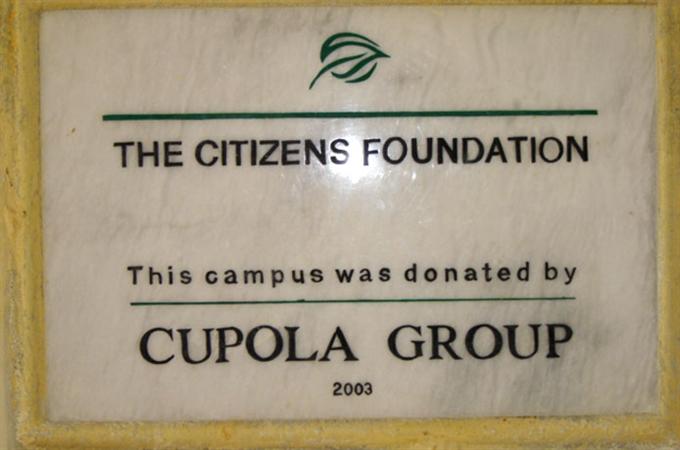 THE CITIZENS FOUNDATION
This campus was donated by
CUPOLA GROUP
2003